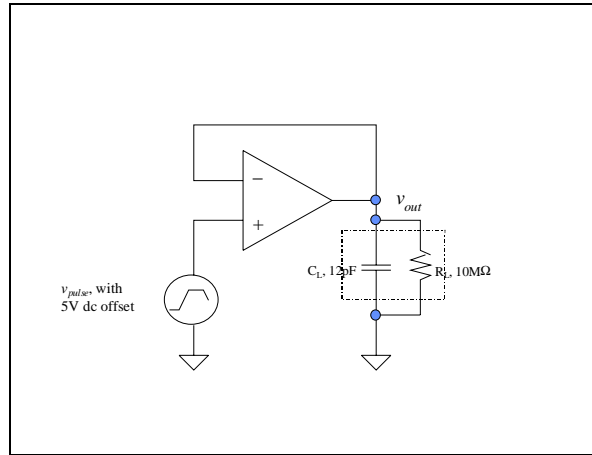 −
+
v_out
C_L, 12pF
R_L, 10MΩ
v_pulse, with
5V dc offset